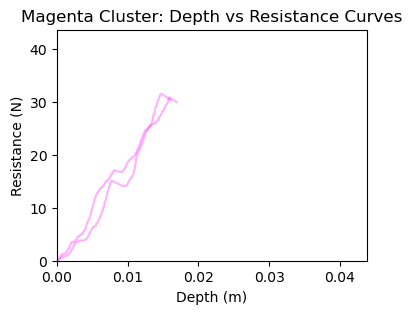 Magenta Cluster: Depth vs Resistance Curves
Resistance (N)
40
30
20
10
0
0.00 0.01 0.02 0.03 0.04
Depth (m)